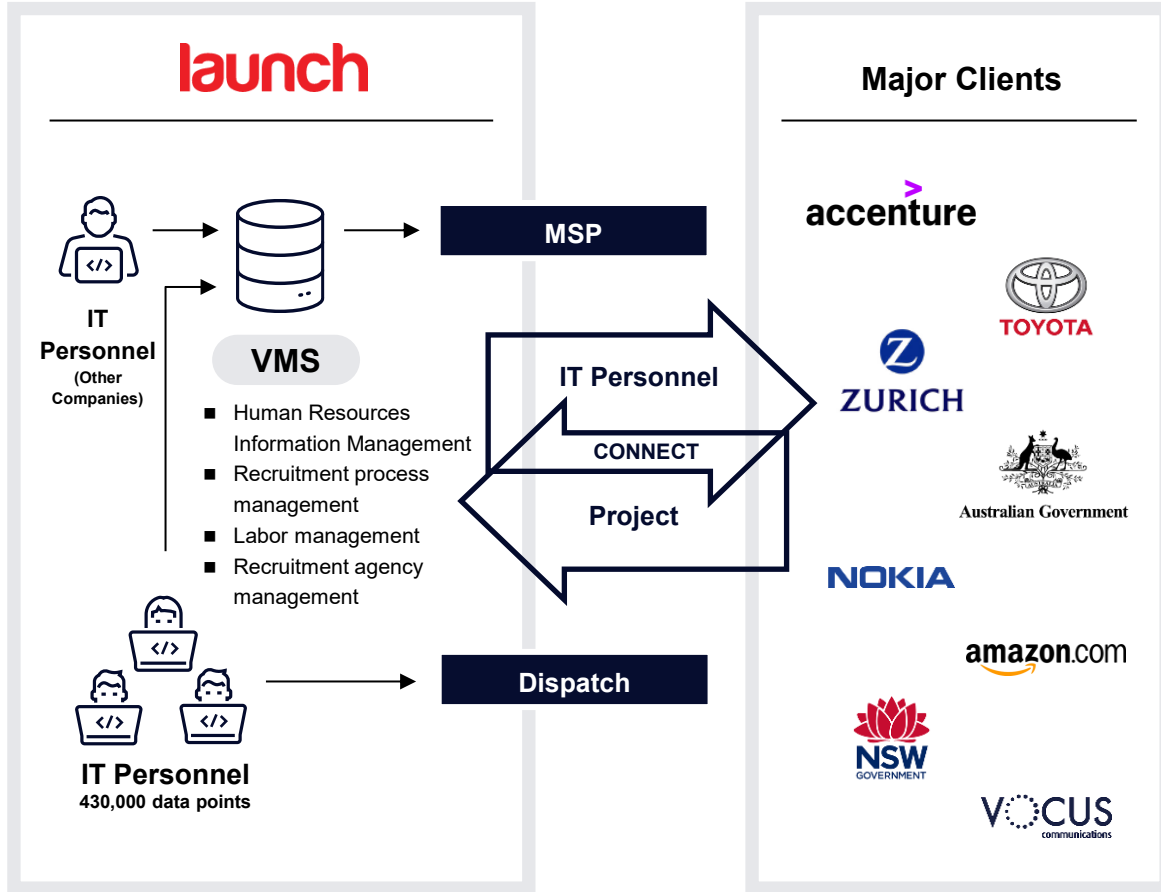 launch
IT
Personnel
(Other
Companies)
</>
VMS
■ Human Resources
Information Management
■ Recruitment process
management
■ Labor management
■ Recruitment agency
management
</>
</>
</>
IT Personnel
430,000 data points
MSP
IT Personnel
CONNECT
Project
Dispatch
Major Clients
>
accenture
TOYOTA
Z
ZURICH
AUSTRALIA
Australian Government
NOKIA
amazon.com
NSW
GOVERNMENT
VOCUS
communications